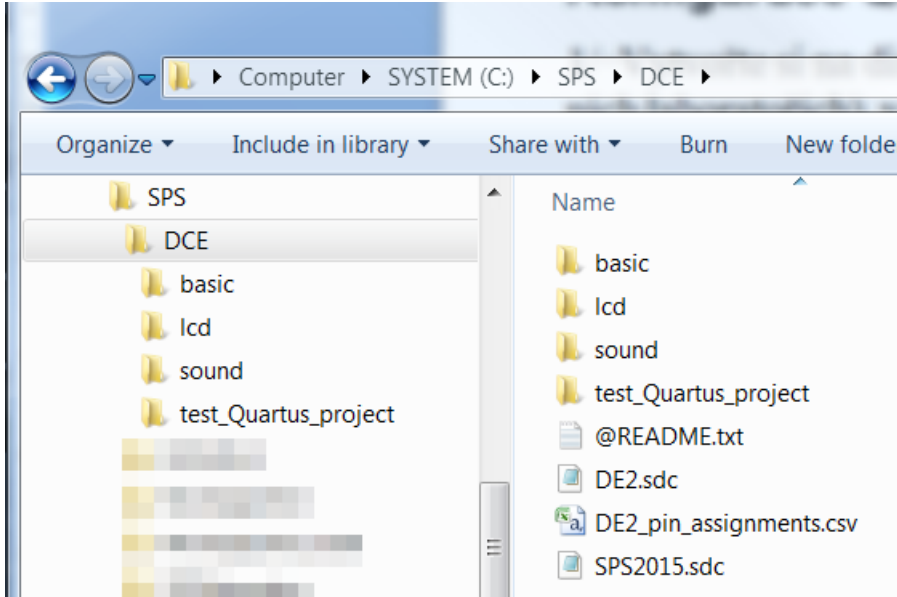 Computer SYSTEM (C:) SPS DCE
Organize Include in library Share with Burn New folde
SPS
DCE
basic
lcd
sound
test_Quartus_project
Name
basic
lcd
sound
test_Quartus_project
@README.txt
DE2.sdc
DE2_pin_assignments.csv
SPS2015.sdc